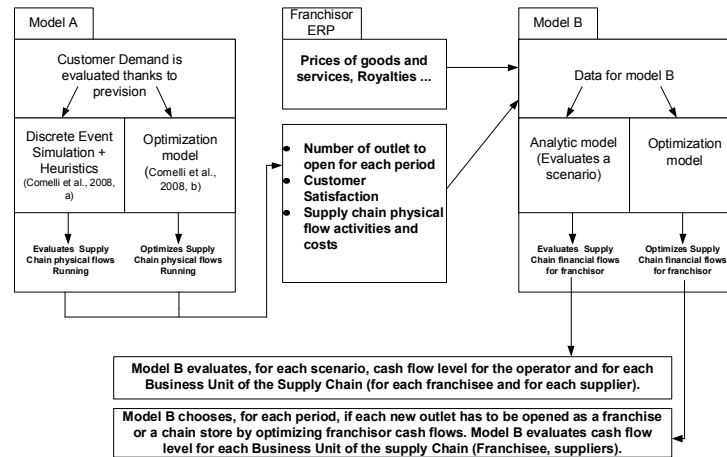 Model A
Customer Demand is
evaluated thanks to
prevision
Discrete Event
Simulation +
Heuristics
(Comelli et al., 2008,
a)
Optimization
model
(Comelli et al.,
2008, b)
Evaluates Supply
Chain physical flows
Running
Optimizes Supply
Chain physical flows
Running
Franchisor
ERP
Prices of goods and
services, Royalties ...
• Number of outlet to
open for each period
• Customer
Satisfaction
• Supply chain physical
flow activities and
costs
Model B
Data for model B
Analytic model
(Evaluates a
scenario)
Optimization
model
Evaluates Supply
Chain financial flows
for franchisor
Optimizes Supply
Chain financial flows
for franchisor
Model B evaluates, for each scenario, cash flow level for the operator and for each
Business Unit of the Supply Chain (for each franchisee and for each supplier).
Model B chooses, for each period, if each new outlet has to be opened as a franchise
or a chain store by optimizing franchisor cash flows. Model B evaluates cash flow
level for each Business Unit of the supply Chain (Franchisee, suppliers).